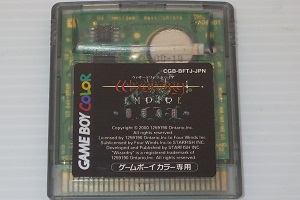 CGB-BFTJ-JPN
Wizardry
EMPIRE
GAME BOY COLOR
Copyright © 2000 1259190 Ontario,Inc.
All rights reserved.
Licensed by 1259190 Ontario,Inc. to Four Winds Inc.
Sublicensed by Four Winds Inc. to STARFISH INC.
Developed and Published by STARFISH INC.
"Wizardry" is a registered trademark of
1259190 Ontario,Inc.
ゲームボーイ カラー専用